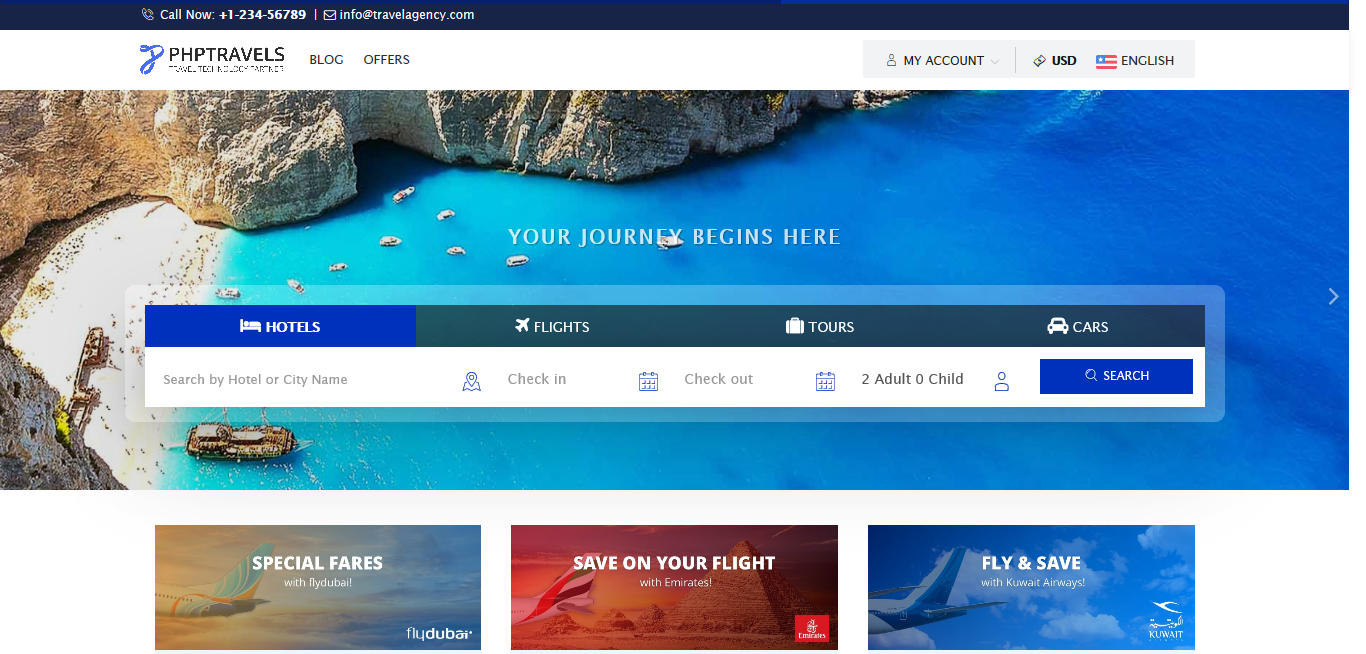 Call Now: +1-234-56789 | info@travelagency.com
PHPTRAVELS
TRAVEL TECHNOLOGY PARTNER
BLOG OFFERS
MY ACCOUNT USD ENGLISH
YOUR JOURNEY BEGINS HERE
HOTELS FLIGHTS TOURS CARS
Search by Hotel or City Name Check in Check out 2 Adult 0 Child SEARCH
SPECIAL FARES
with flydubai!
flydubai
SAVE ON YOUR FLIGHT
with Emirates!
Emirates
FLY & SAVE
with Kuwait Airways!
KUWAIT